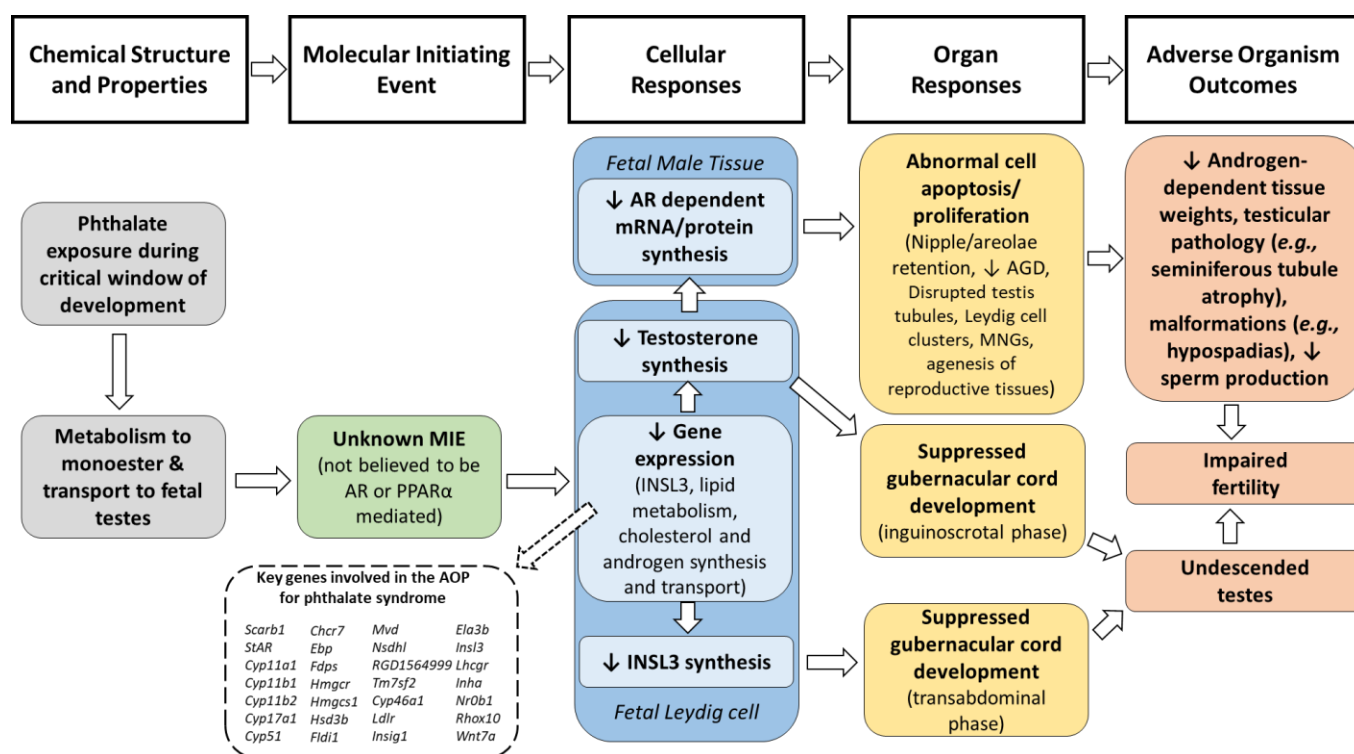 Chemical Structure
and Properties
Molecular Initiating
Event
Cellular
Responses
Organ
Responses
Adverse Organism
Outcomes
Phthalate
exposure during
critical window of
development
Metabolism to
monoester &
transport to fetal
testes
Unknown MIE
(not believed to be
AR or PPARα
mediated)
Key genes involved in the AOP
for phthalate syndrome
Scarb1 Chcr7 Mvd Ela3b
StAR Ebp Nsdhl Insl3
Cyp11a1 Fdps RGD1564999 Lhcgr
Cyp11b1 Hmgcr Tm7sf2 Inha
Cyp11b2 Hmgcs1 Cyp46a1 Nr0b1
Cyp17a1 Hsd3b Ldlr Rhox10
Cyp51 Fldi1 Insig1 Wnt7a
Fetal Male Tissue
↓ AR dependent
mRNA/protein
synthesis
↓ Testosterone
synthesis
↓ Gene
expression
(INSL3, lipid
metabolism,
cholesterol and
androgen synthesis
and transport)
↓ INSL3 synthesis
Fetal Leydig cell
Abnormal cell
apoptosis/
proliferation
(Nipple/areolae
retention, ↓ AGD,
Disrupted testis
tubules, Leydig cell
clusters, MNGs,
agenesis of
reproductive tissues)
Suppressed
gubernacular cord
development
(inguinoscrotal phase)
Suppressed
gubernacular cord
development
(transabdominal
phase)
↓ Androgen-
dependent tissue
weights, testicular
pathology (e.g.,
seminiferous tubule
atrophy),
malformations (e.g.,
hypospadias), ↓
sperm production
Impaired
fertility
Undescended
testes